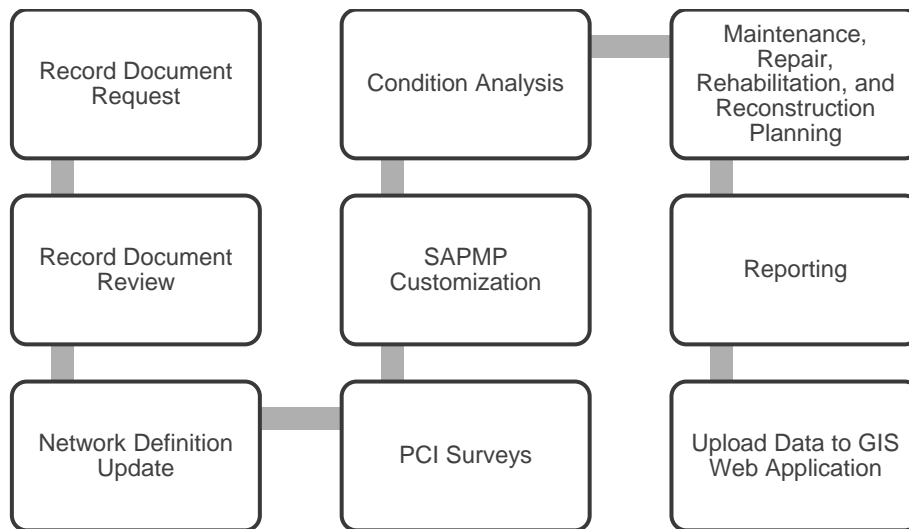 Record Document
Request
Record Document
Review
Network Definition
Update
PCI Surveys
SAPMP
Customization
Condition Analysis
Maintenance,
Repair,
Rehabilitation, and
Reconstruction
Planning
Reporting
Upload Data to GIS
Web Application